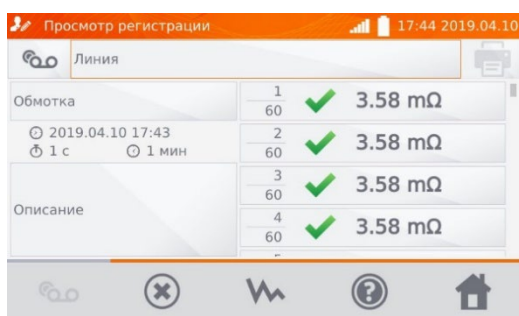 Просмотр регистрации 17:44 2019.04.10
Линия
Обмотка
2019.04.10 17:43
1 с 1 мин
Описание
1/60 3.58 mΩ
2/60 3.58 mΩ
3/60 3.58 mΩ
4/60 3.58 mΩ